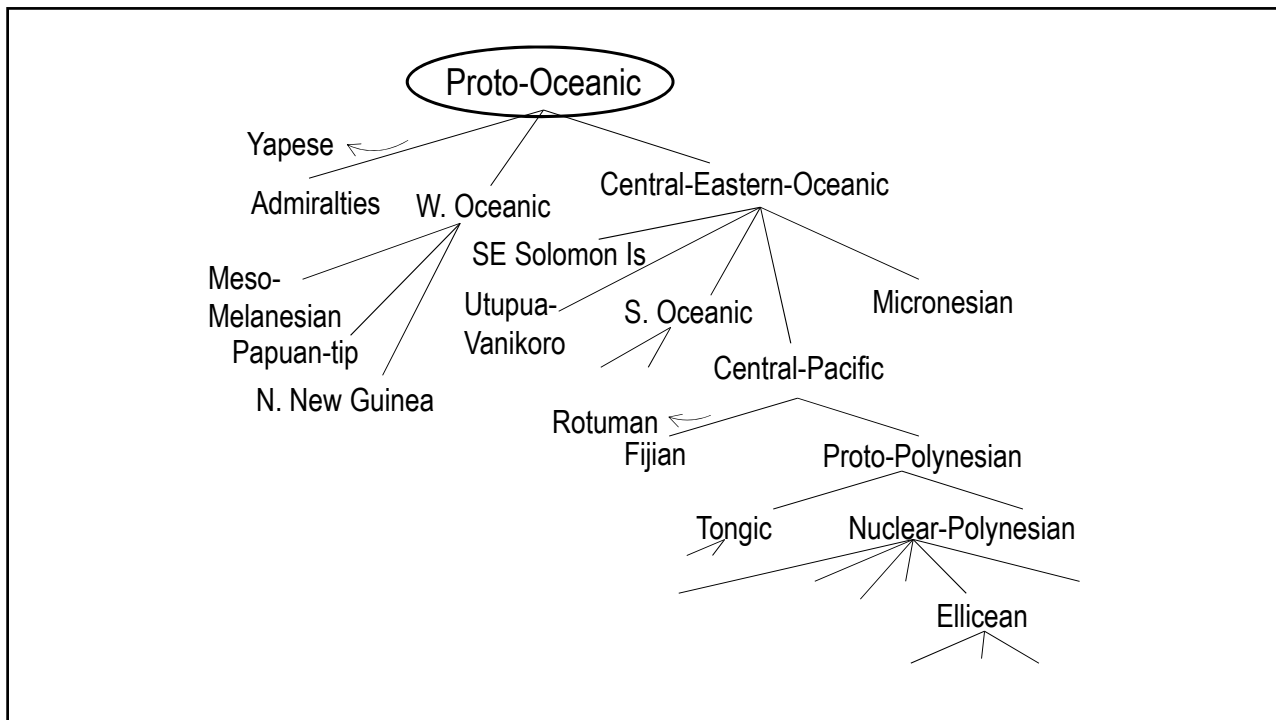 Proto-Oceanic
Yapese
Admiralties
W. Oceanic
Central-Eastern-Oceanic
Meso-
Melanesian
Papuan-tip
N. New Guinea
SE Solomon Is
Utupua-
Vanikoro
S. Oceanic
Micronesian
Central-Pacific
Rotuman
Fijian
Proto-Polynesian
Tongic
Nuclear-Polynesian
Ellicean